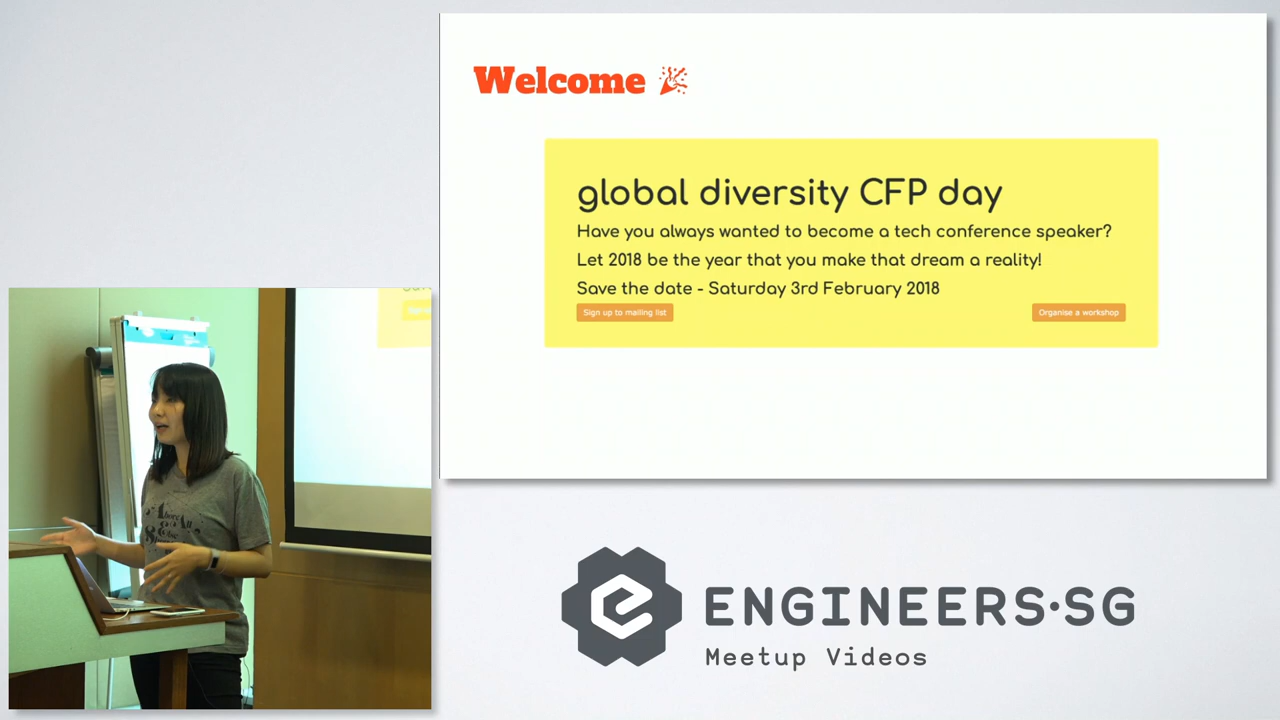 Welcome
global diversity CFP day
Have you always wanted to become a tech conference speaker?
Let 2018 be the year that you make that dream a reality!
Save the date - Saturday 3rd February 2018
Sign up to mailing list
Organise a workshop
ENGINEERS·SG
Meetup Videos